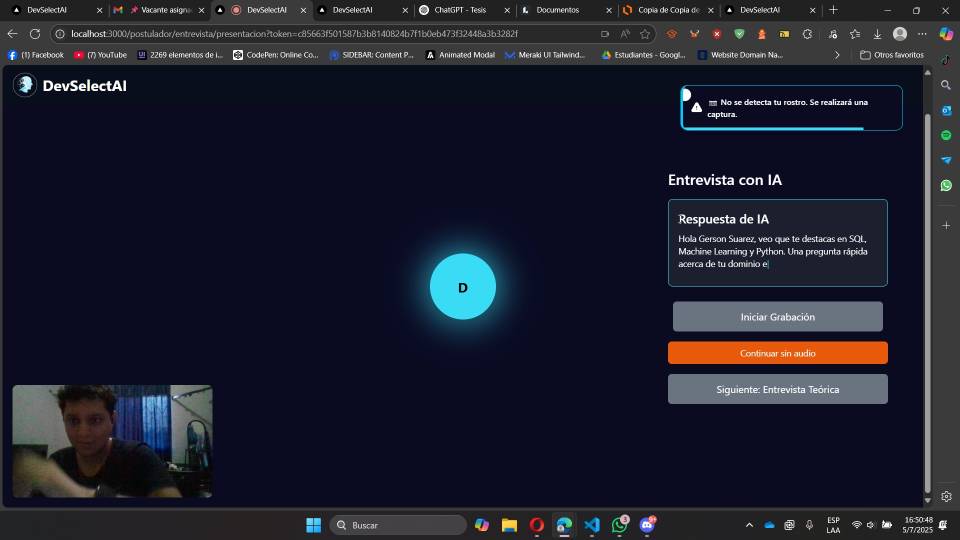 DevSelectAI
Vacante asigna
DevSelectAI
DevSelectAI
ChatGPT - Tesis
Documentos
Copia de Copia de
DevSelectAI
localhost:3000/postulador/entrevista/presentacion?token=c85663f501587b3b8140824b7f1b0eb473f32448a3b3282f
(1) Facebook
(2) YouTube
2269 elementos de i...
CodePen: Online Co...
SIDEBAR: Content P...
Animated Modal
Meraki UI Tailwind...
Estudiantes - Googl...
Website Domain Na...
Otros favoritos
DevSelectAI
No se detecta tu rostro. Se realizará una
captura.
Entrevista con IA
Respuesta de IA
Hola Gerson Suarez, veo que te destacas en SQL,
Machine Learning y Python. Una pregunta rápida
acerca de tu dominio e
D
Iniciar Grabación
Continuar sin audio
Siguiente: Entrevista Teórica
Buscar
ESP
LAA
16:50:48
5/7/2025